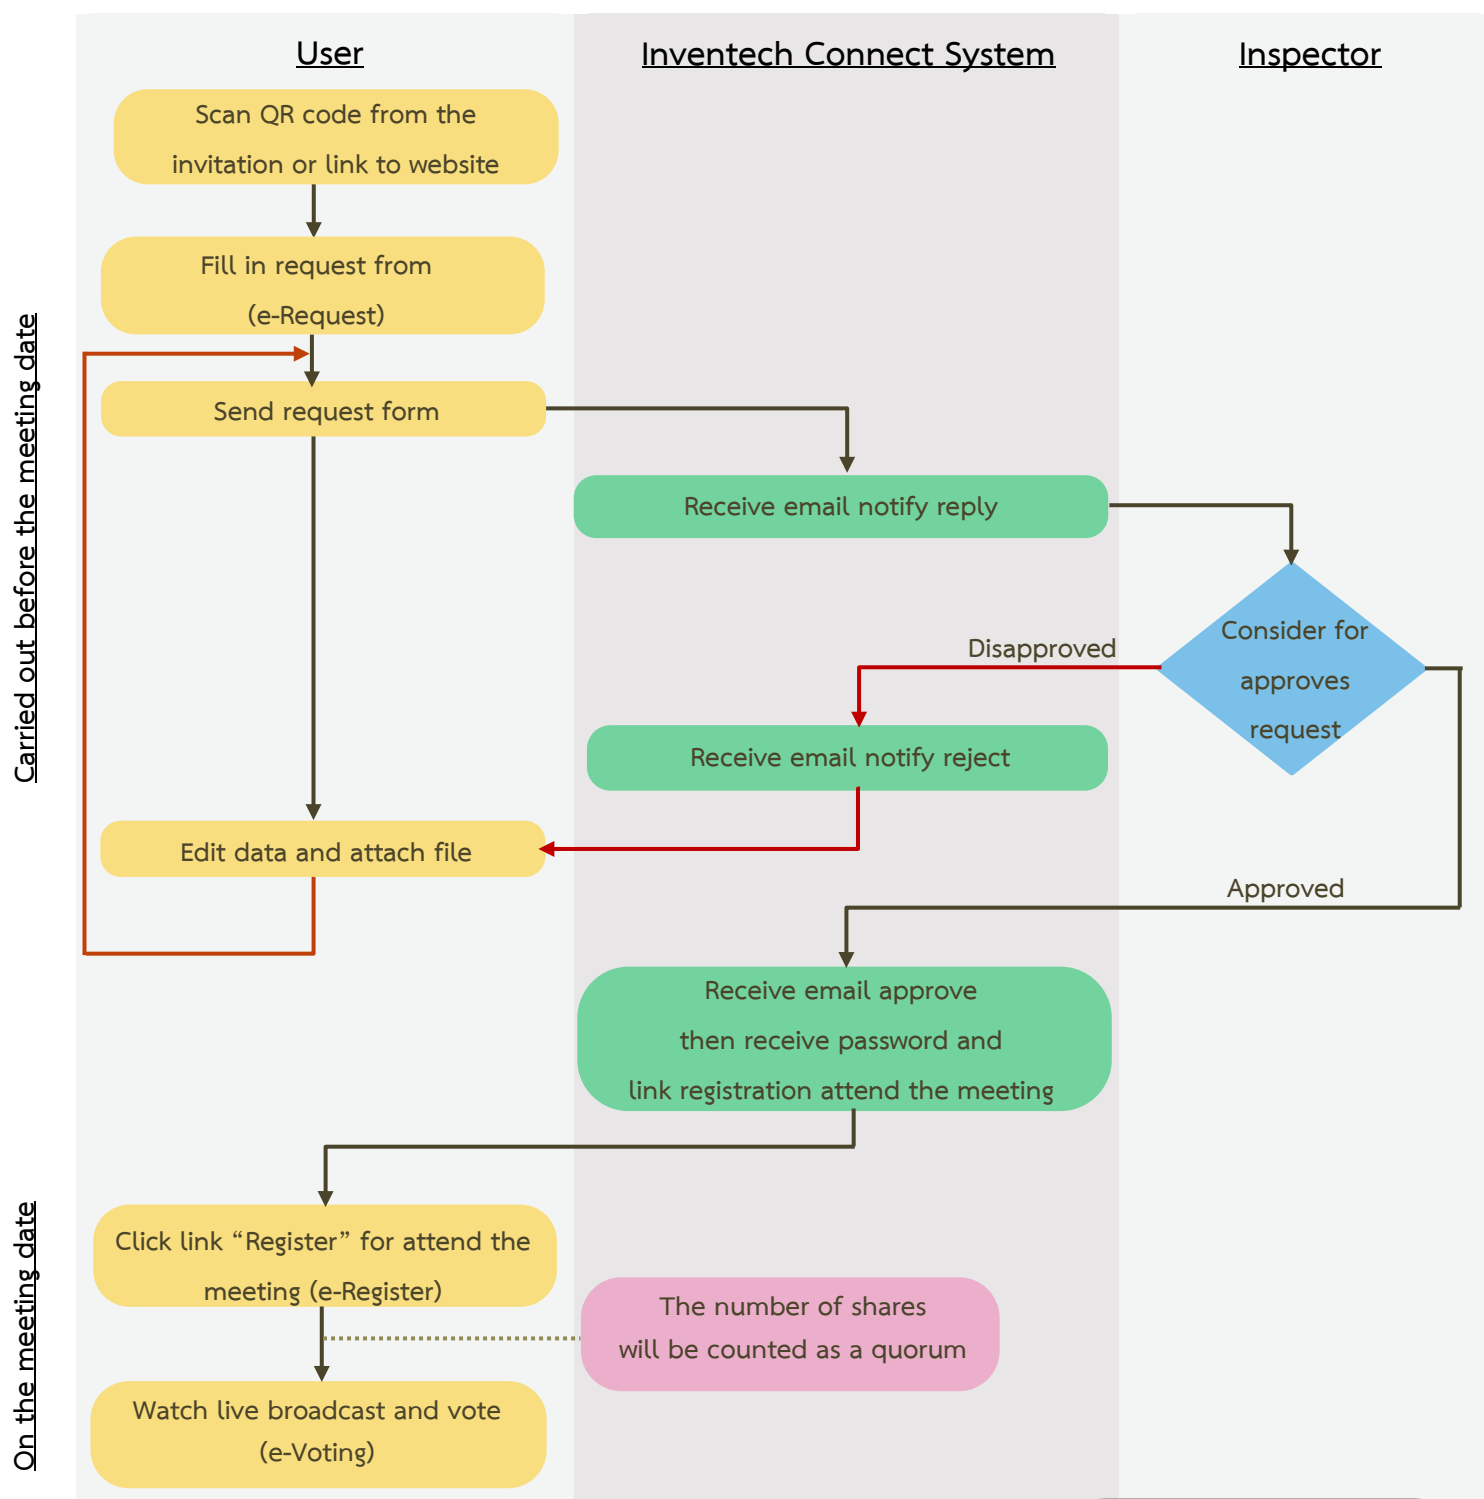 User
Inventech Connect System
Inspector
Scan QR code from the
invitation or link to website
Fill in request from
(e-Request)
Send request form
Receive email notify reply
Consider for
approves
request
Disapproved
Receive email notify reject
Edit data and attach file
Approved
Receive email approve
then receive password and
link registration attend the meeting
Click link “Register” for attend the
meeting (e-Register)
The number of shares
will be counted as a quorum
Watch live broadcast and vote
(e-Voting)
Carried out before the meeting date
On the meeting date